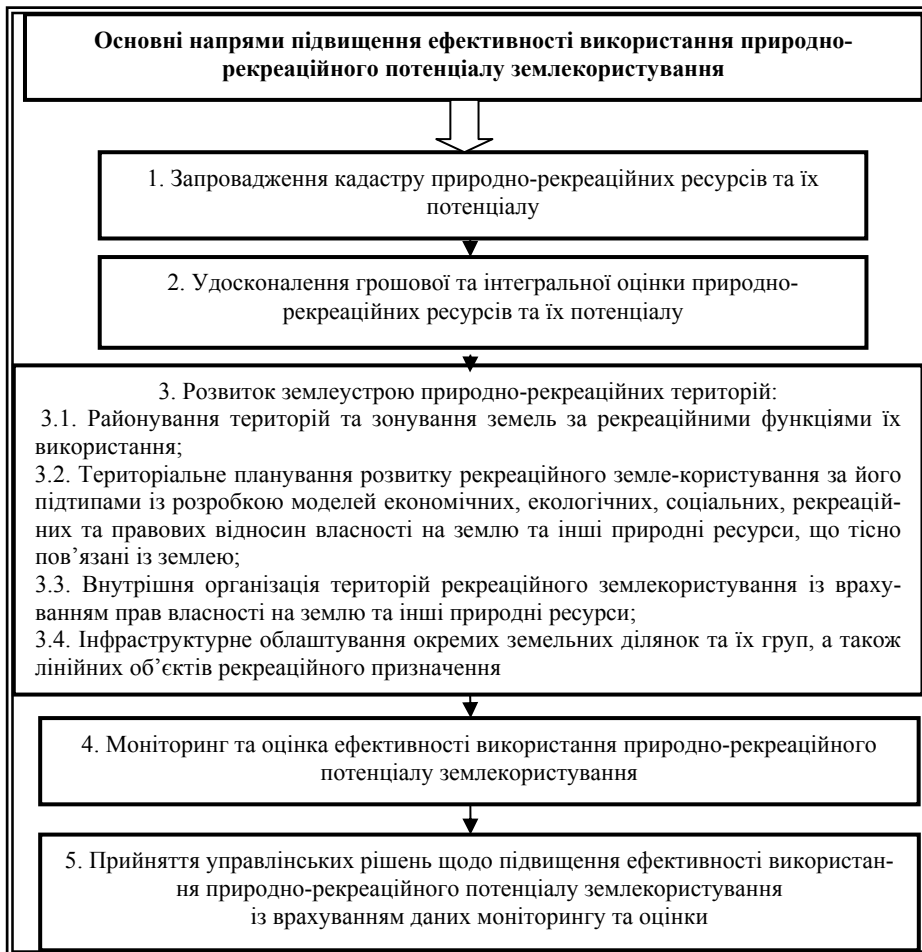 Основні напрями підвищення ефективності використання природно-
рекреаційного потенціалу землекористування
1. Запровадження кадастру природно-рекреаційних ресурсів та їх
потенціалу
2. Удосконалення грошової та інтегральної оцінки природно-
рекреаційних ресурсів та їх потенціалу
3. Розвиток землеустрою природно-рекреаційних територій:
3.1. Районування територій та зонування земель за рекреаційними функціями їх
використання;
3.2. Територіальне планування розвитку рекреаційного земле-користування за його
підтипами із розробкою моделей економічних, екологічних, соціальних, рекреацій-
них та правових відносин власності на землю та інші природні ресурси, що тісно
пов’язані із землею;
3.3. Внутрішня організація територій рекреаційного землекористування із враху-
ванням прав власності на землю та інші природні ресурси;
3.4. Інфраструктурне облаштування окремих земельних ділянок та їх груп, а також
лінійних об’єктів рекреаційного призначення
4. Моніторинг та оцінка ефективності використання природно-рекреаційного
потенціалу землекористування
5. Прийняття управлінських рішень щодо підвищення ефективності використан-
ня природно-рекреаційного потенціалу землекористування
із врахуванням даних моніторингу та оцінки